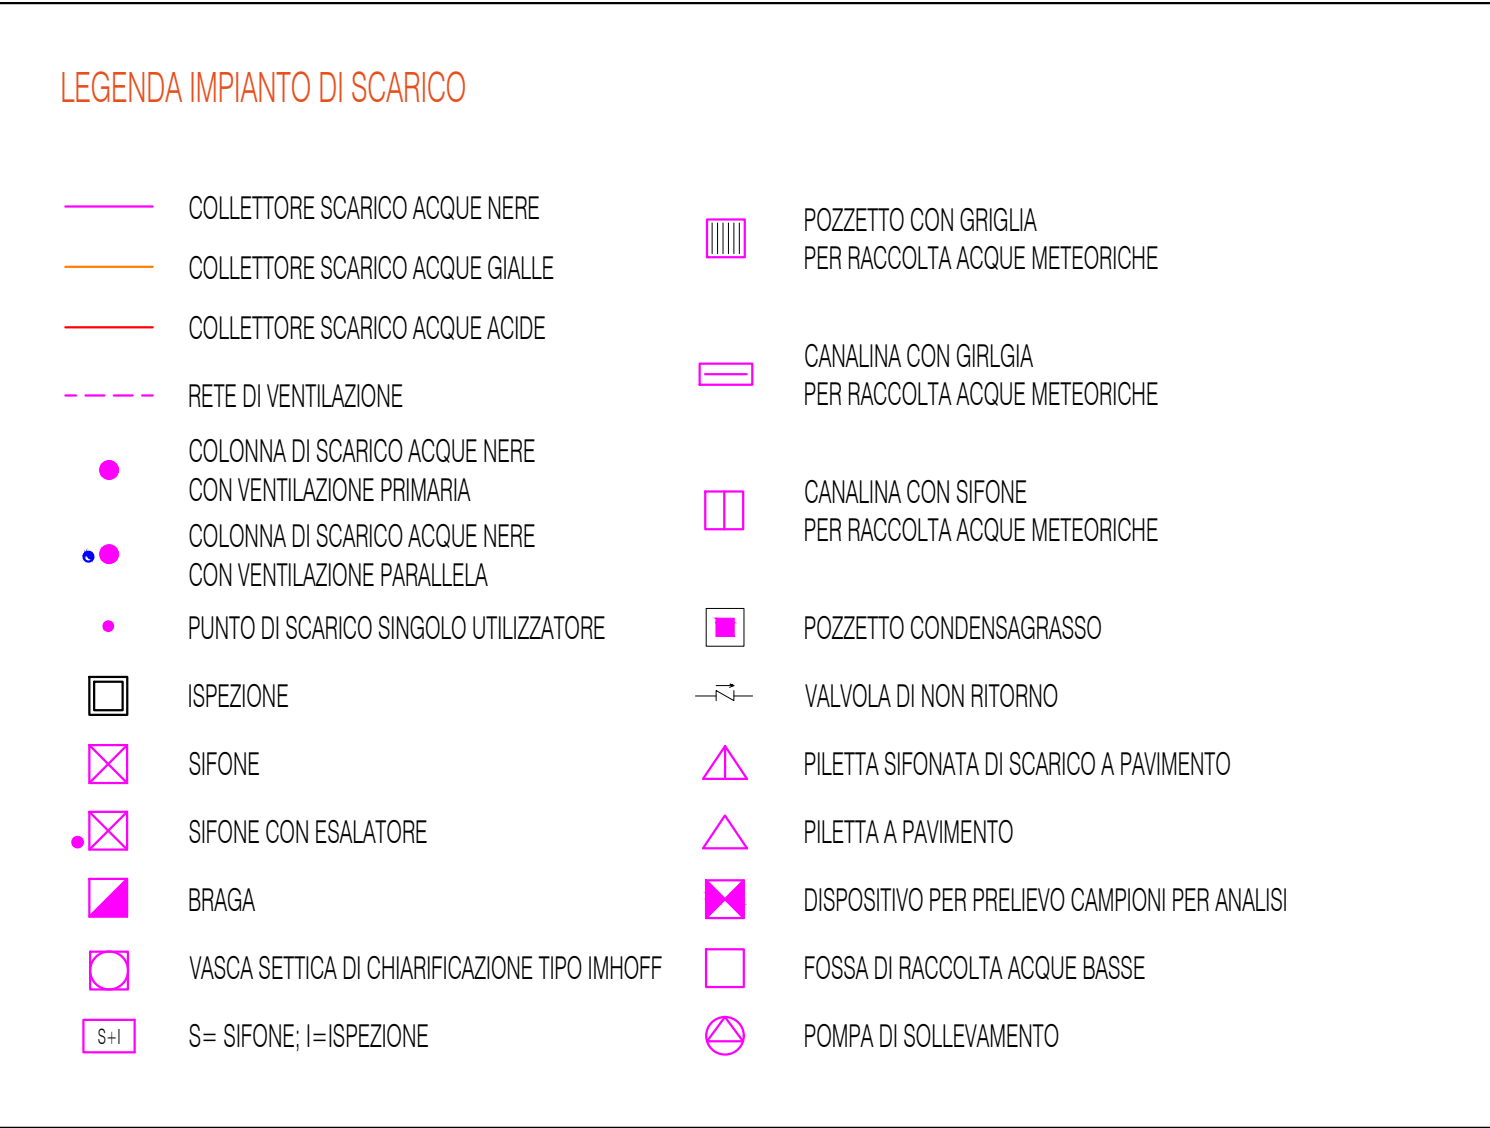 LEGENDA IMPIANTO DI SCARICO
COLLETTORE SCARICO ACQUE NERE
COLLETTORE SCARICO ACQUE GIALLE
COLLETTORE SCARICO ACQUE ACIDE
RETE DI VENTILAZIONE
COLONNA DI SCARICO ACQUE NERE
CON VENTILAZIONE PRIMARIA
COLONNA DI SCARICO ACQUE NERE
CON VENTILAZIONE PARALLELA
PUNTO DI SCARICO SINGOLO UTILIZZATORE
ISPEZIONE
SIFONE
SIFONE CON ESALATORE
BRAGA
VASCA SETTICA DI CHIARIFICAZIONE TIPO IMHOFF
S+I
S= SIFONE; I=ISPEZIONE
POZZETTO CON GRIGLIA
PER RACCOLTA ACQUE METEORICHE
CANALINA CON GIRLGIA
PER RACCOLTA ACQUE METEORICHE
CANALINA CON SIFONE
PER RACCOLTA ACQUE METEORICHE
POZZETTO CONDENSAGRASSO
VALVOLA DI NON RITORNO
PILETTA SIFONATA DI SCARICO A PAVIMENTO
PILETTA A PAVIMENTO
DISPOSITIVO PER PRELIEVO CAMPIONI PER ANALISI
FOSSA DI RACCOLTA ACQUE BASSE
POMPA DI SOLLEVAMENTO